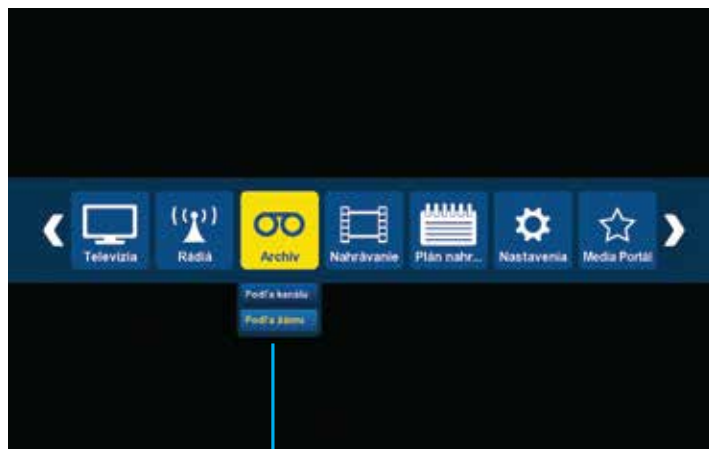 Televízia
Rádiá
Archív
Nahrávanie
Plán nahr...
Nastavenia
Media Portál
Podľa kanálu
Podľa žánru